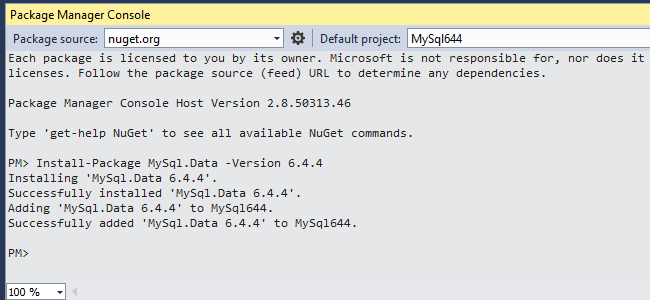 Package Manager Console
Package source: nuget.org Default project: MySql644
Each package is licensed to you by its owner. Microsoft is not responsible for, nor does it
licenses. Follow the package source (feed) URL to determine any dependencies.
Package Manager Console Host Version 2.8.50313.46
Type 'get-help NuGet' to see all available NuGet commands.
PM> Install-Package MySql.Data -Version 6.4.4
Installing 'MySql.Data 6.4.4'.
Successfully installed 'MySql.Data 6.4.4'.
Adding 'MySql.Data 6.4.4' to MySql644.
Successfully added 'MySql.Data 6.4.4' to MySql644.
PM>
100 %